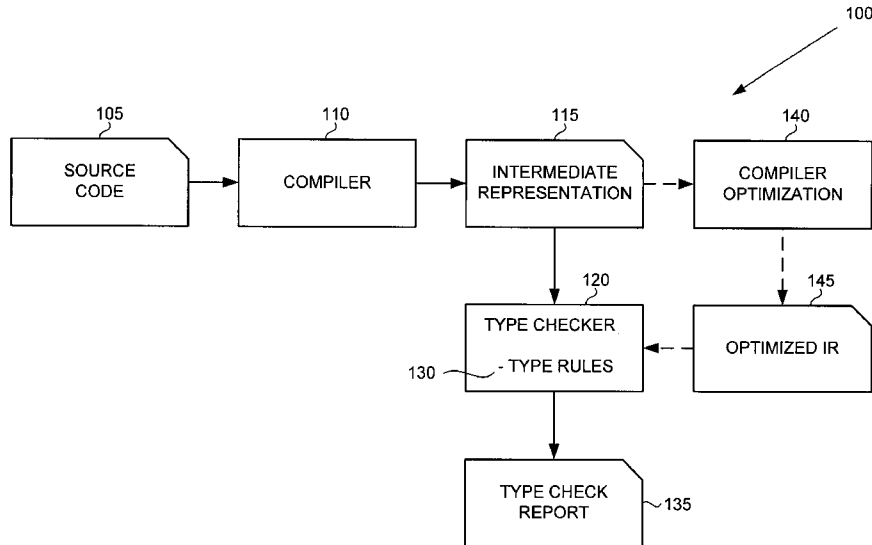 100
105
110
115
140
SOURCE
CODE
COMPILER
INTERMEDIATE
REPRESENTATION
COMPILER
OPTIMIZATION
120
145
TYPE CHECKER
130 - TYPE RULES
OPTIMIZED IR
TYPE CHECK
REPORT
135